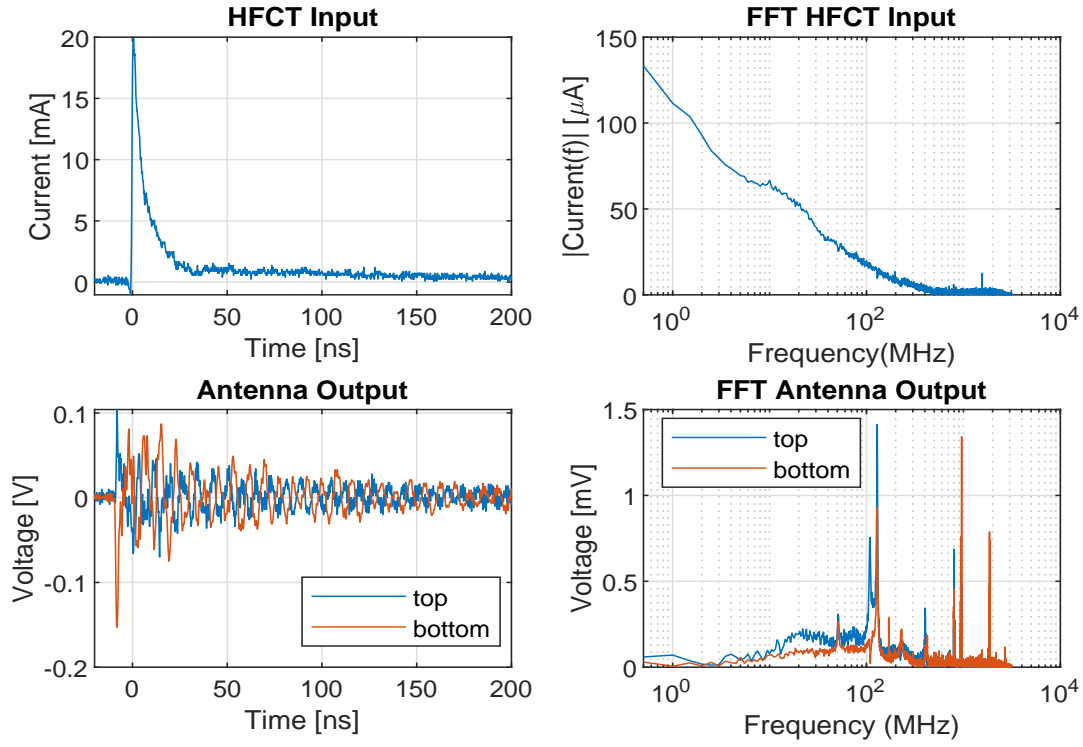 HFCT Input
20
15
10
5
0
Current [mA]
0
50
100
150
200
Time [ns]
FFT HFCT Input
150
100
50
0
|Current(f)| [µA]
10^0
10^2
10^4
Frequency(MHz)
Antenna Output
0.1
0
-0.1
-0.2
Voltage [V]
top
bottom
0
50
100
150
200
Time [ns]
FFT Antenna Output
1.5
1
0.5
0
Voltage [mV]
top
bottom
10^0
10^2
10^4
Frequency (MHz)